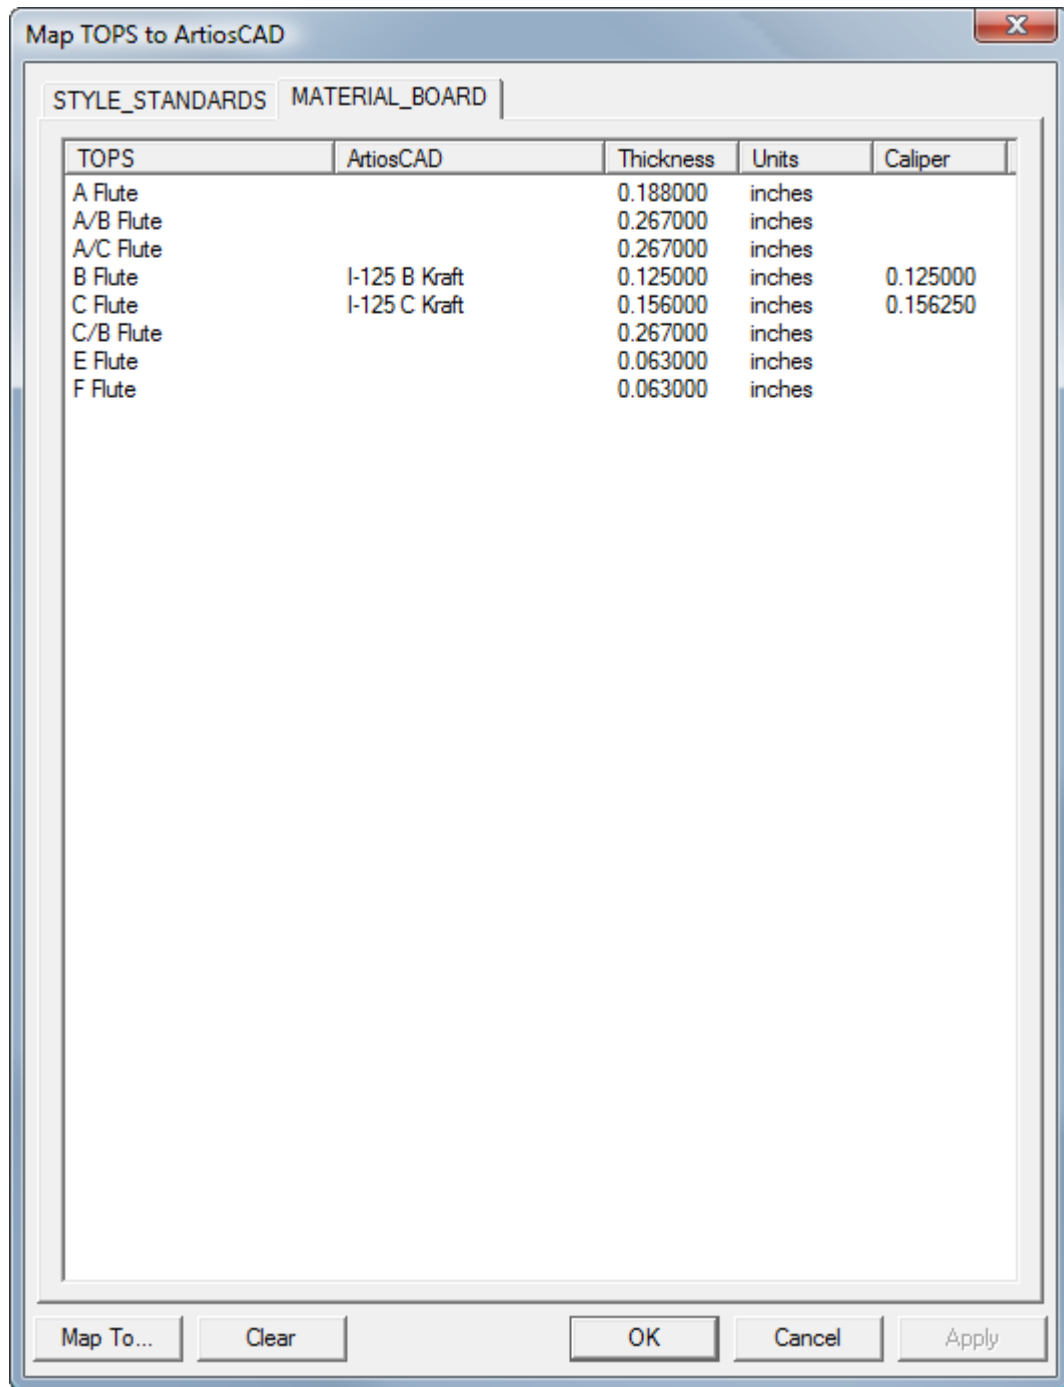 Map TOPS to ArtiosCAD
STYLE_STANDARDS MATERIAL_BOARD
TOPS ArtiosCAD Thickness Units Caliper
A Flute 0.188000 inches
A/B Flute 0.267000 inches
A/C Flute 0.267000 inches
B Flute I-125 B Kraft 0.125000 inches 0.125000
C Flute I-125 C Kraft 0.156000 inches 0.156250
C/B Flute 0.267000 inches
E Flute 0.063000 inches
F Flute 0.063000 inches
Map To... Clear OK Cancel Apply